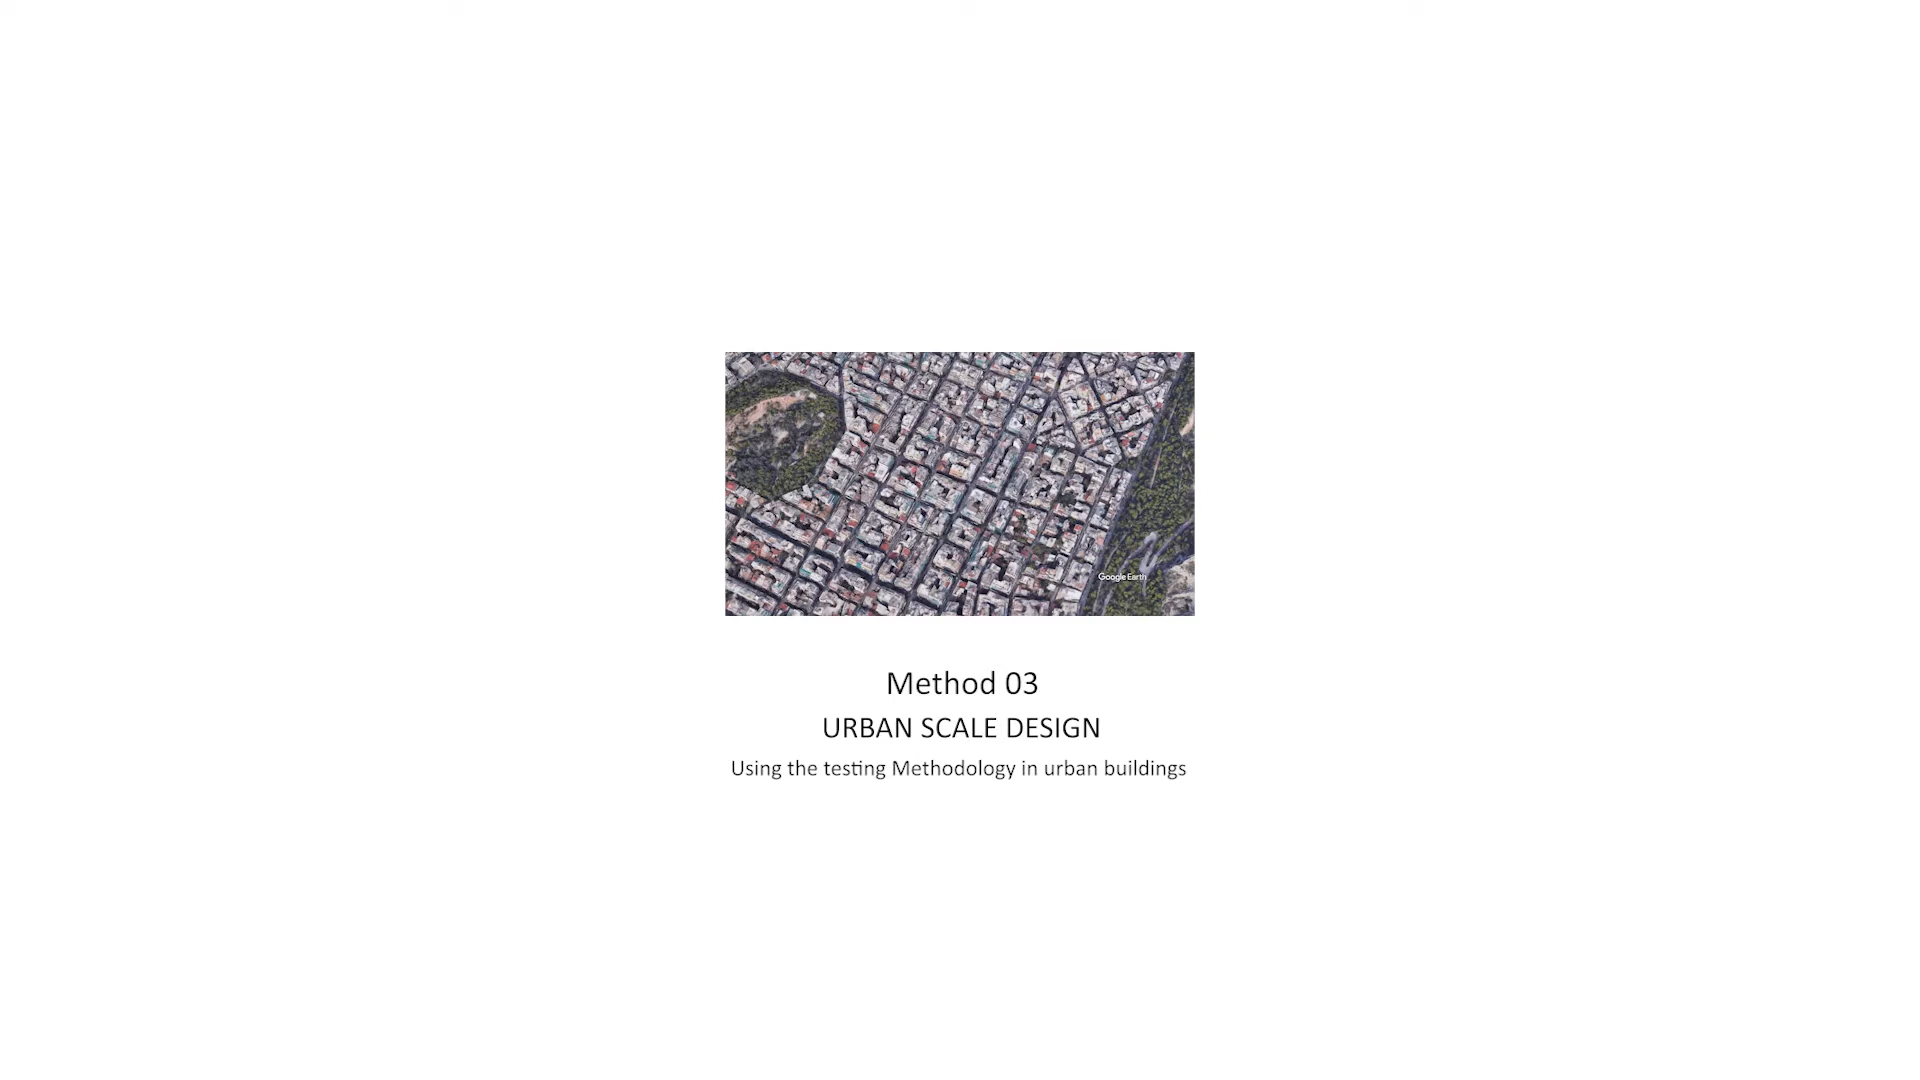 Google Earth
Method 03
URBAN SCALE DESIGN
Using the testing Methodology in urban buildings